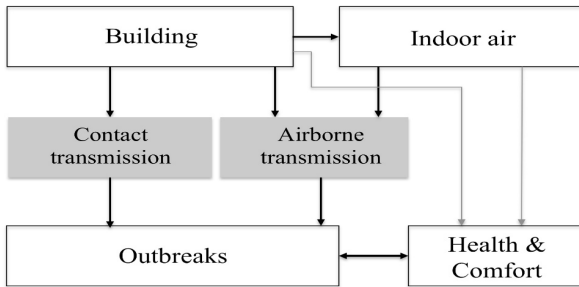 Building
Indoor air
Contact
transmission
Airborne
transmission
Outbreaks
Health &
Comfort